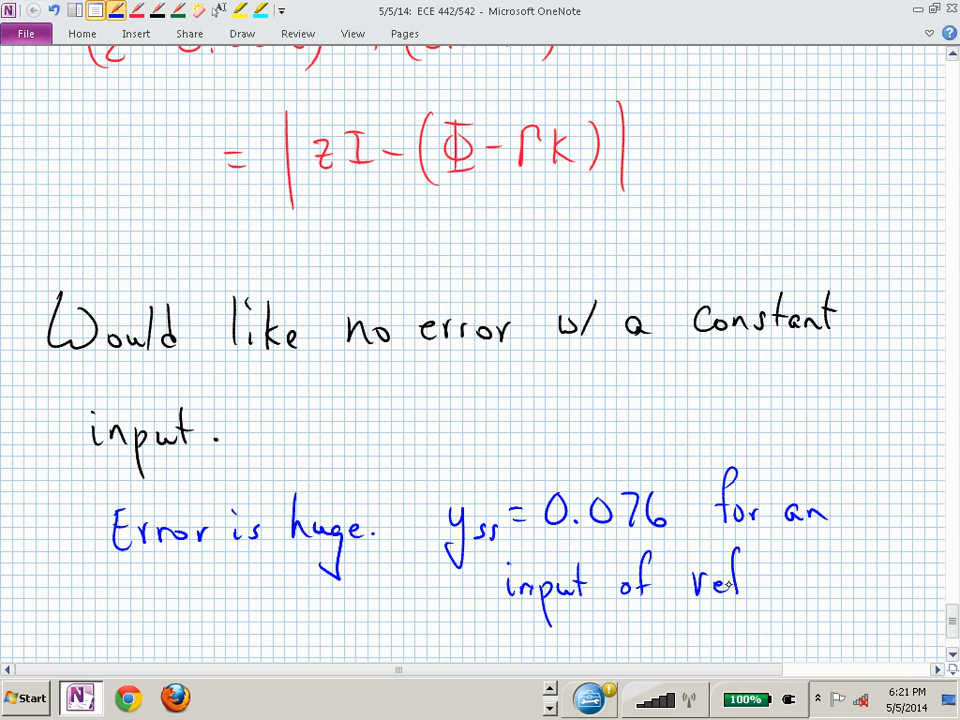 5/5/14: ECE 442/542 - Microsoft OneNote
File Home Insert Share Draw Review View Pages
= | zI - (Φ - ΓK) |
Would like no error w/ a constant
input.
Error is huge. yss = 0.076 for an
input of ref
Start
100%
6:21 PM
5/5/2014